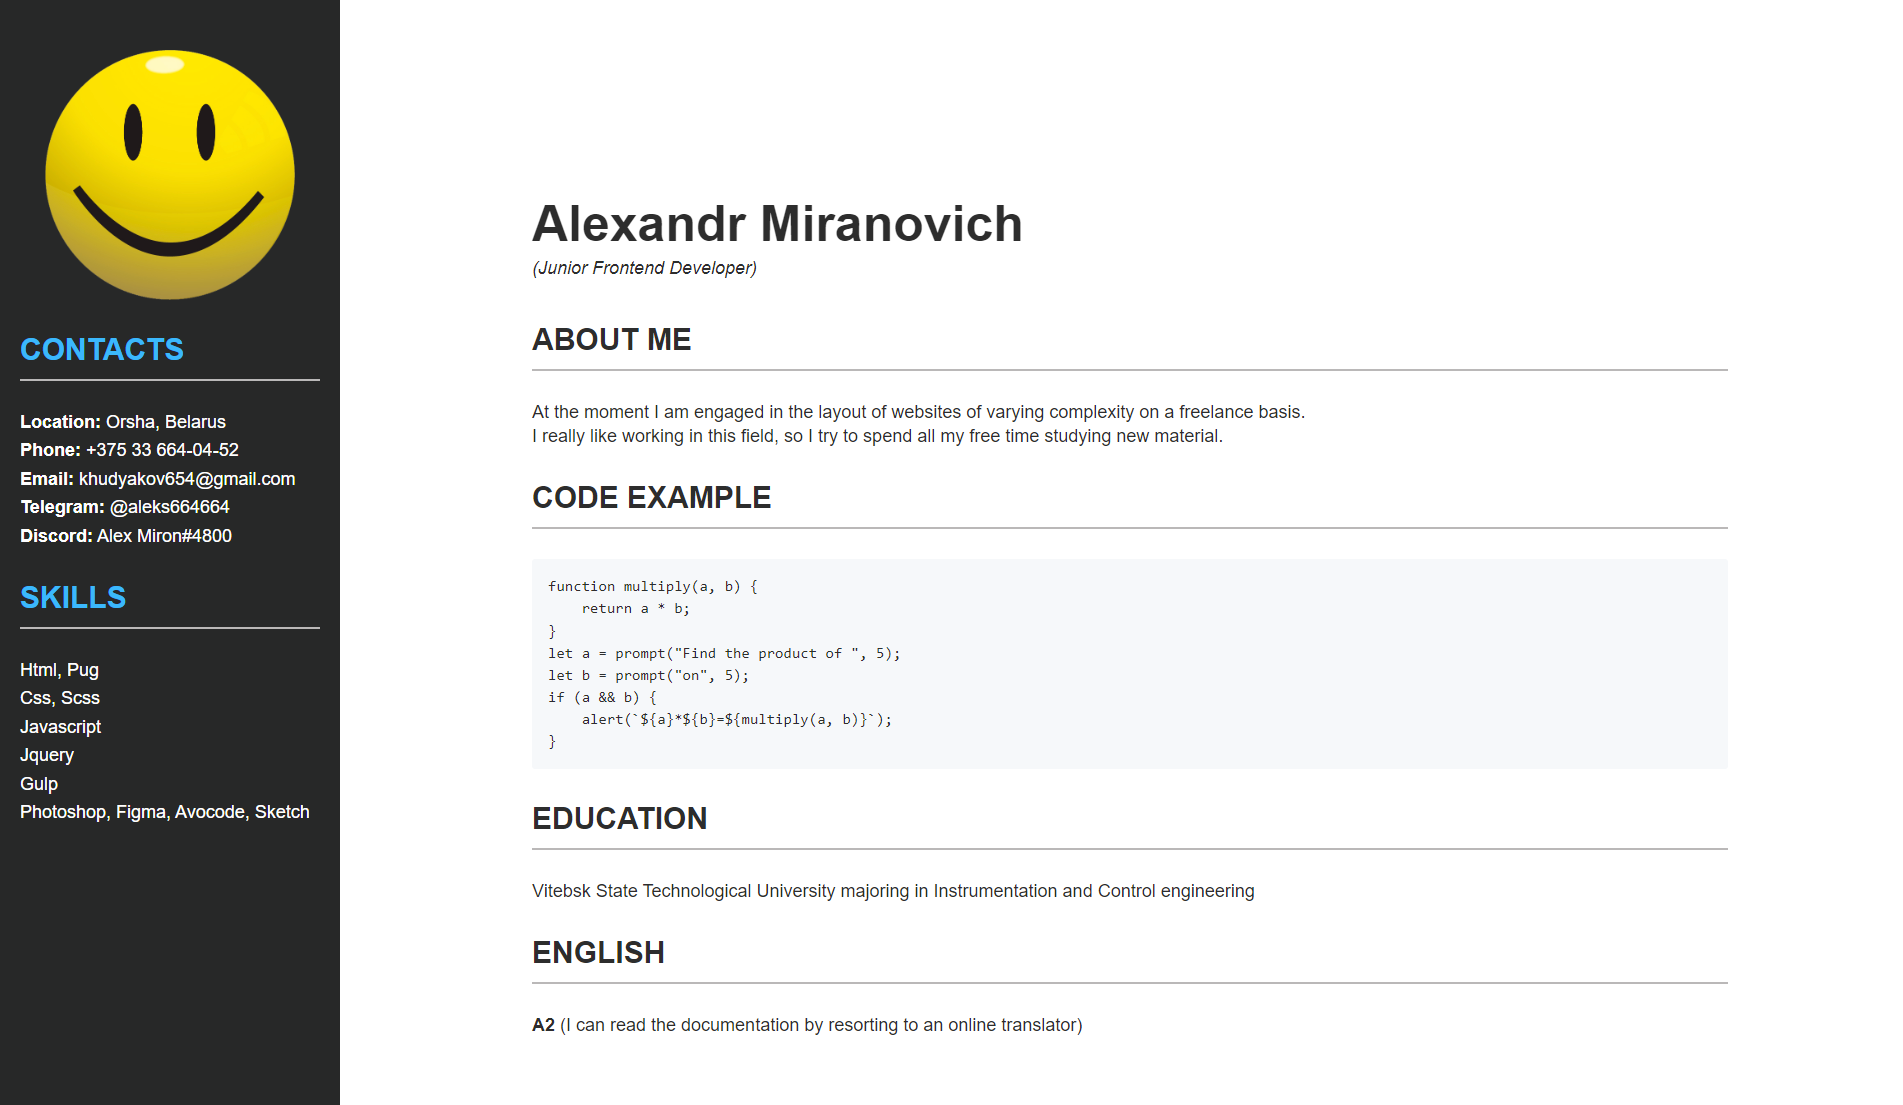 CONTACTS
Location: Orsha, Belarus
Phone: +375 33 664-04-52
Email: khudyakov654@gmail.com
Telegram: @aleks664664
Discord: Alex Miron#4800
SKILLS
Html, Pug
Css, Scss
Javascript
Jquery
Gulp
Photoshop, Figma, Avocode, Sketch
Alexandr Miranovich
(Junior Frontend Developer)
ABOUT ME
At the moment I am engaged in the layout of websites of varying complexity on a freelance basis.
I really like working in this field, so I try to spend all my free time studying new material.
CODE EXAMPLE
function multiply(a, b) {
    return a * b;
}
let a = prompt("Find the product of ", 5);
let b = prompt("on", 5);
if (a && b) {
    alert(`${a}*${b}=${multiply(a, b)}`);
}
EDUCATION
Vitebsk State Technological University majoring in Instrumentation and Control engineering
ENGLISH
A2 (I can read the documentation by resorting to an online translator)